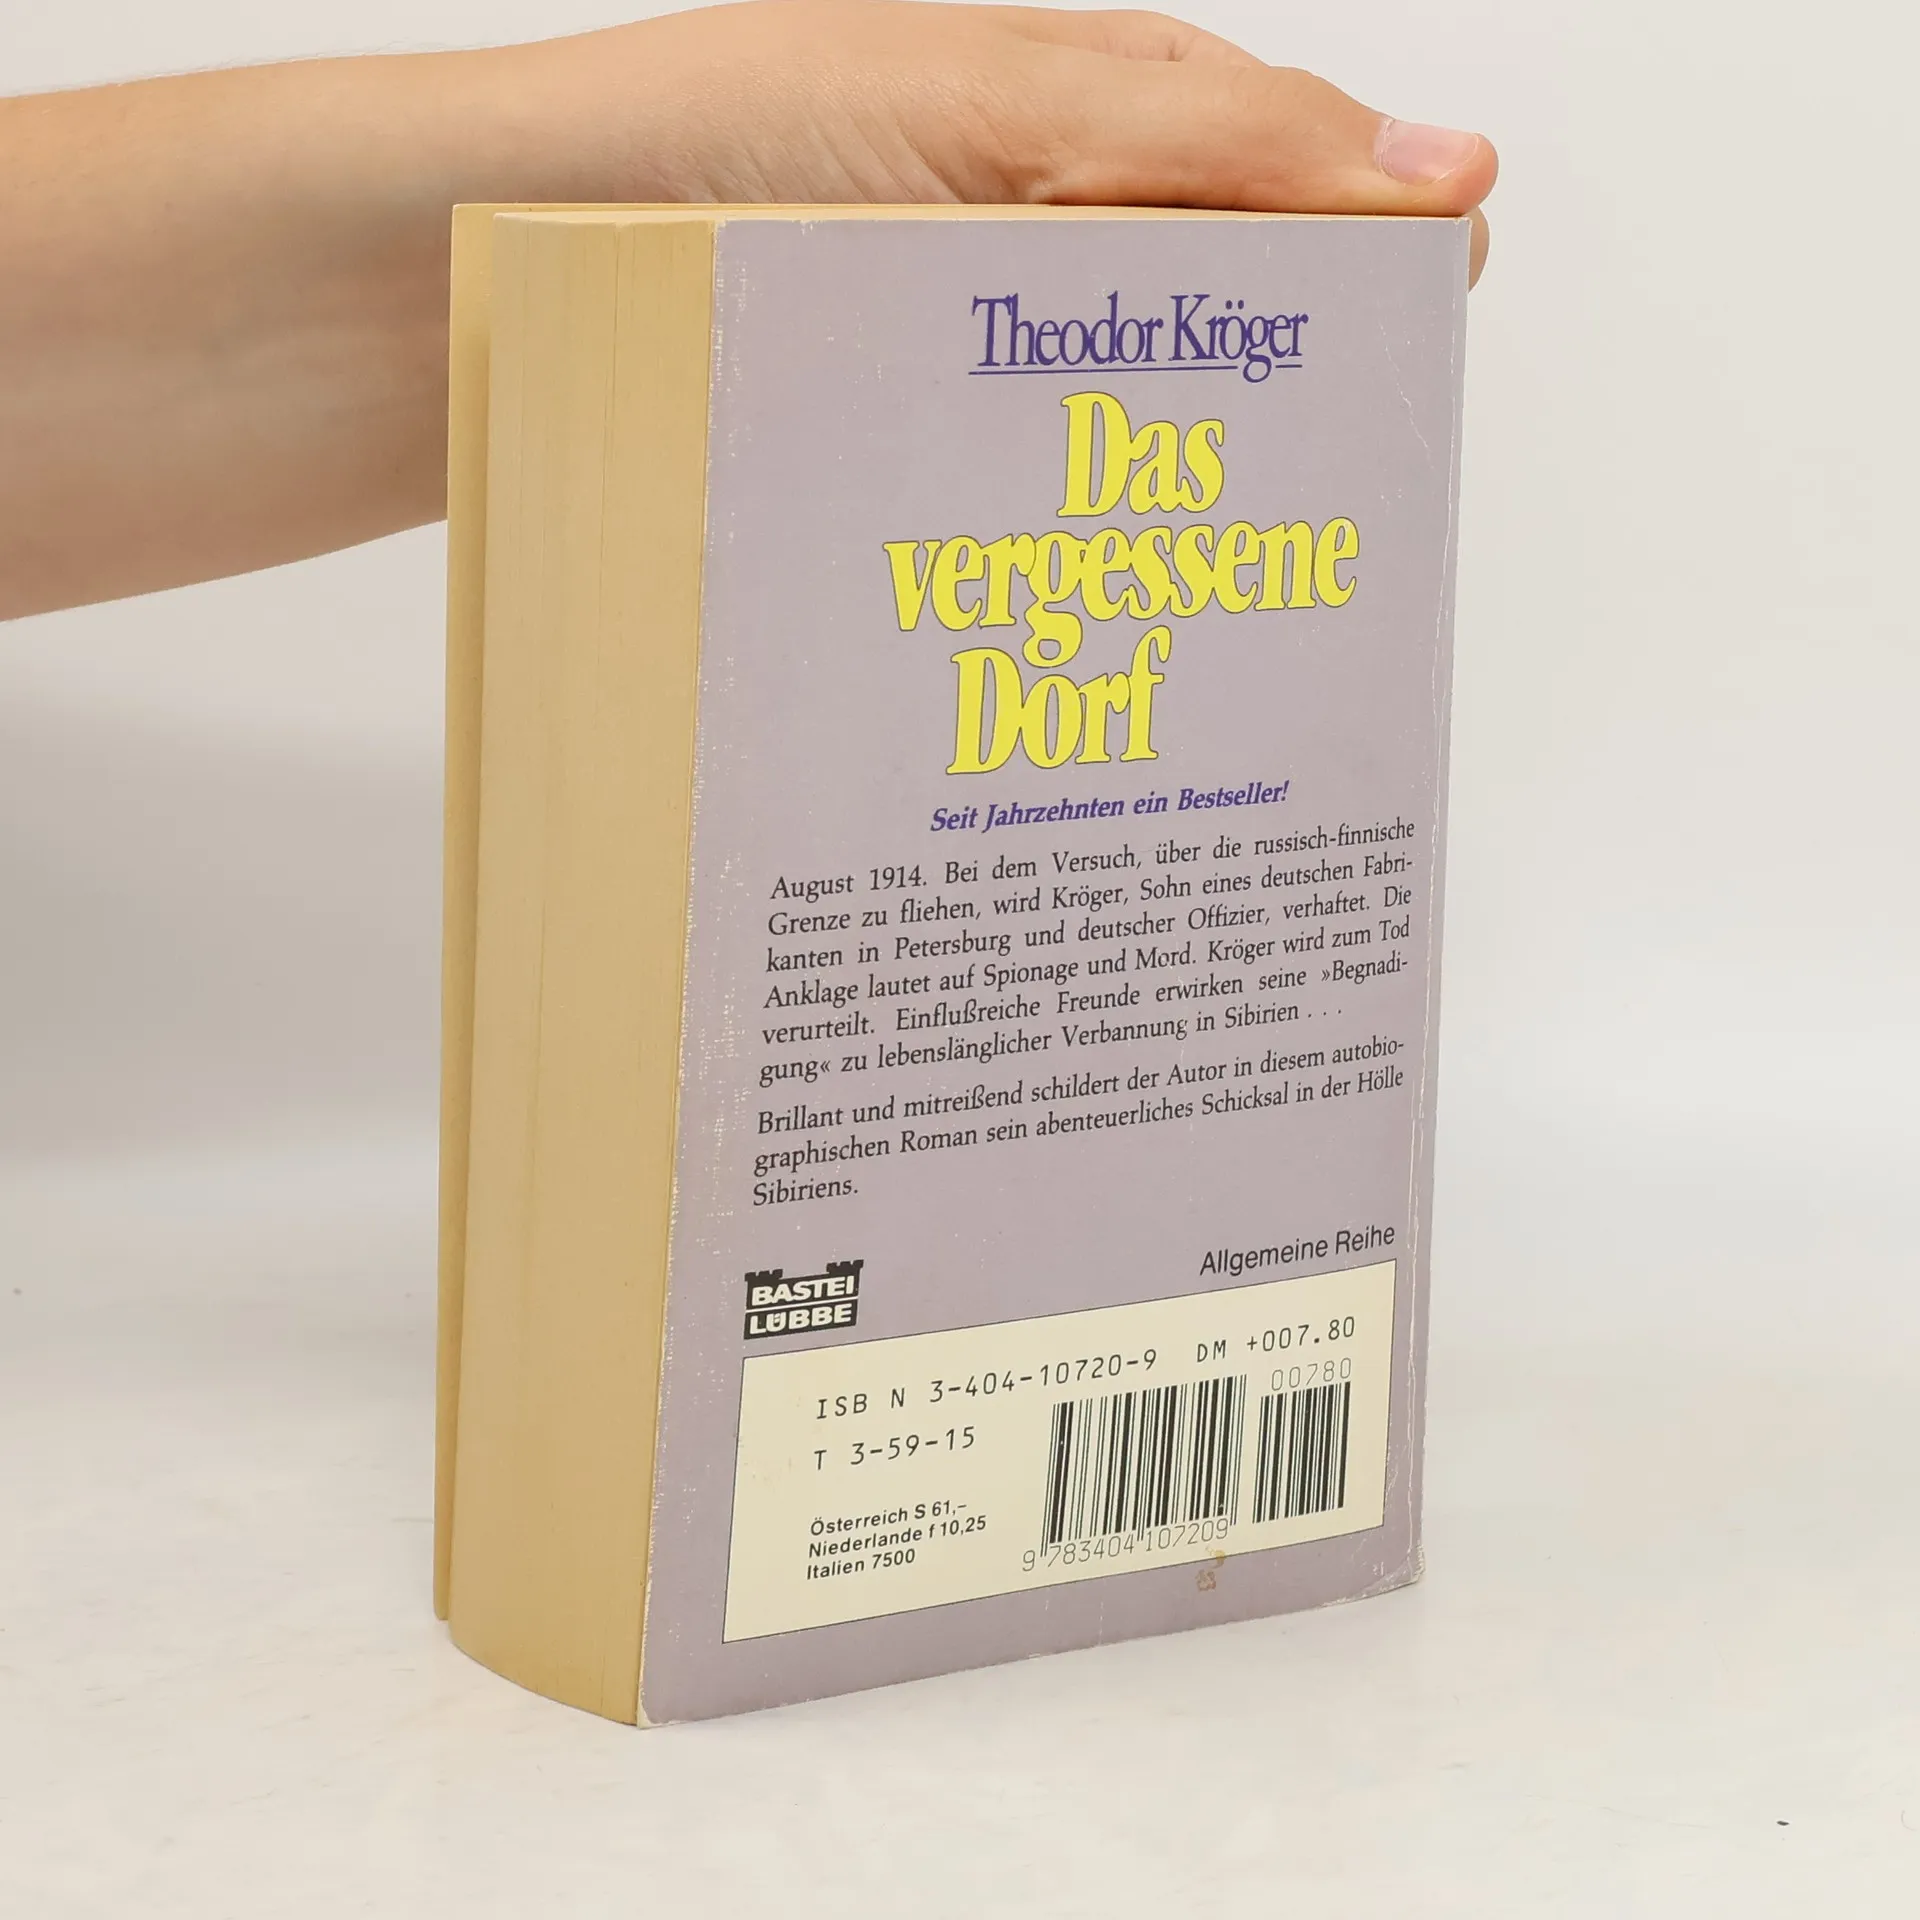 Theodor Kröger
Das
vergessene
Dorf
Seit Jahrzehnten ein Bestseller!
August 1914. Bei dem Versuch, über die russisch-finnische
Grenze zu fliehen, wird Kröger, Sohn eines deutschen Fabri-
kanten in Petersburg und deutscher Offizier, verhaftet. Die
Anklage lautet auf Spionage und Mord. Kröger wird zum Tod
verurteilt. Einflußreiche Freunde erwirken seine »Begnadi-
gung« zu lebenslänglicher Verbannung in Sibirien . . .
Brillant und mitreißend schildert der Autor in diesem autobio-
graphischen Roman sein abenteuerliches Schicksal in der Hölle
Sibiriens.
Allgemeine Reihe
BASTEI
LÜBBE
ISB N 3-404-10720-9 DM +007.80
00780
T 3-59-15
Österreich S 61,-
Niederlande f 10,25
Italien 7500
9 783404 107209